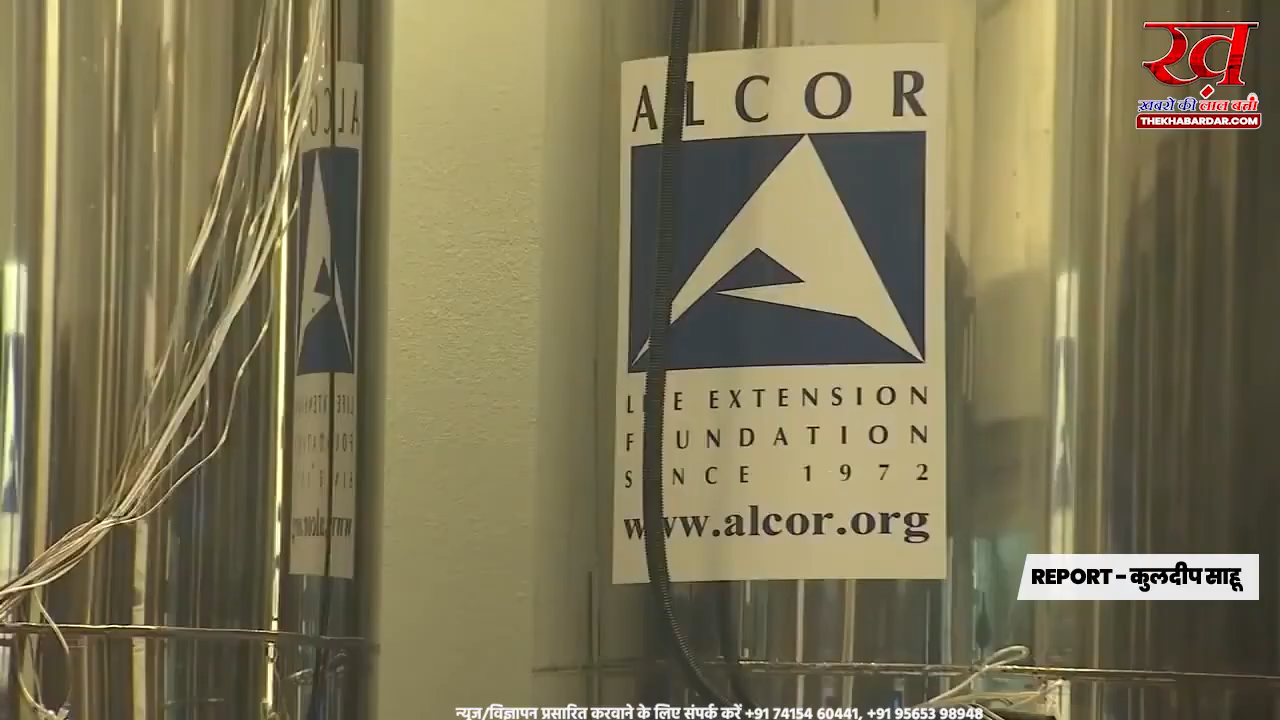 ALCOR
LIFE EXTENSION
FOUNDATION
SINCE 1972
www.alcor.org
ख़
ख़बरों की लाल बत्ती
THEKHABARDAR.COM
REPORT - कुलदीप साहू
न्यूज/विज्ञापन प्रसारित करवाने के लिए संपर्क करें +91 74154 60441, +91 95653 98948